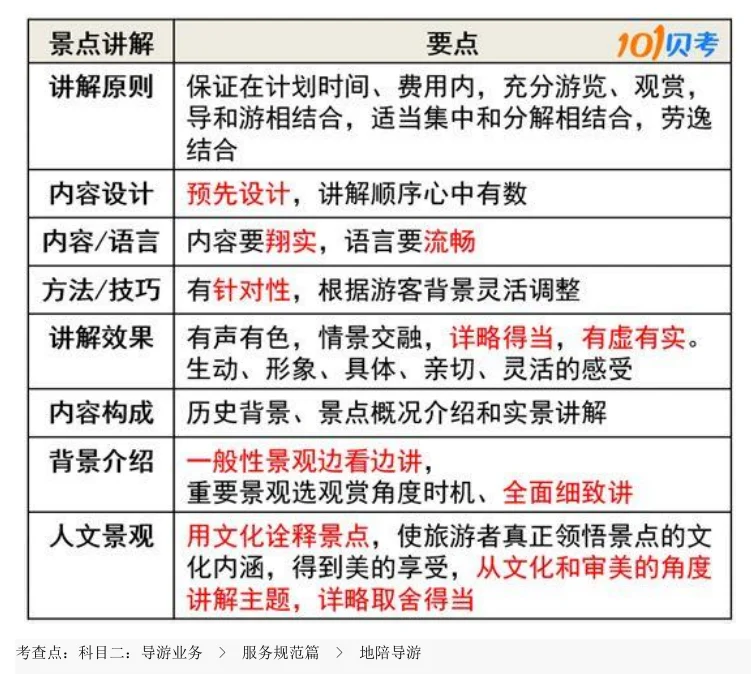 景点讲解 要点 101贝考
讲解原则 保证在计划时间、费用内，充分游览、观赏，
导和游相结合，适当集中和分解相结合，劳逸
结合
内容设计 预先设计，讲解顺序心中有数
内容/语言 内容要翔实，语言要流畅
方法/技巧 有针对性，根据游客背景灵活调整
讲解效果 有声有色，情景交融，详略得当，有虚有实。
生动、形象、具体、亲切、灵活的感受
内容构成 历史背景、景点概况介绍和实景讲解
背景介绍 一般性景观边看边讲，
重要景观选观赏角度时机、全面细致讲
人文景观 用文化诠释景点，使旅游者真正领悟景点的文
化内涵，得到美的享受，从文化和审美的角度
讲解主题，详略取舍得当
考查点：科目二：导游业务 > 服务规范篇 > 地陪导游